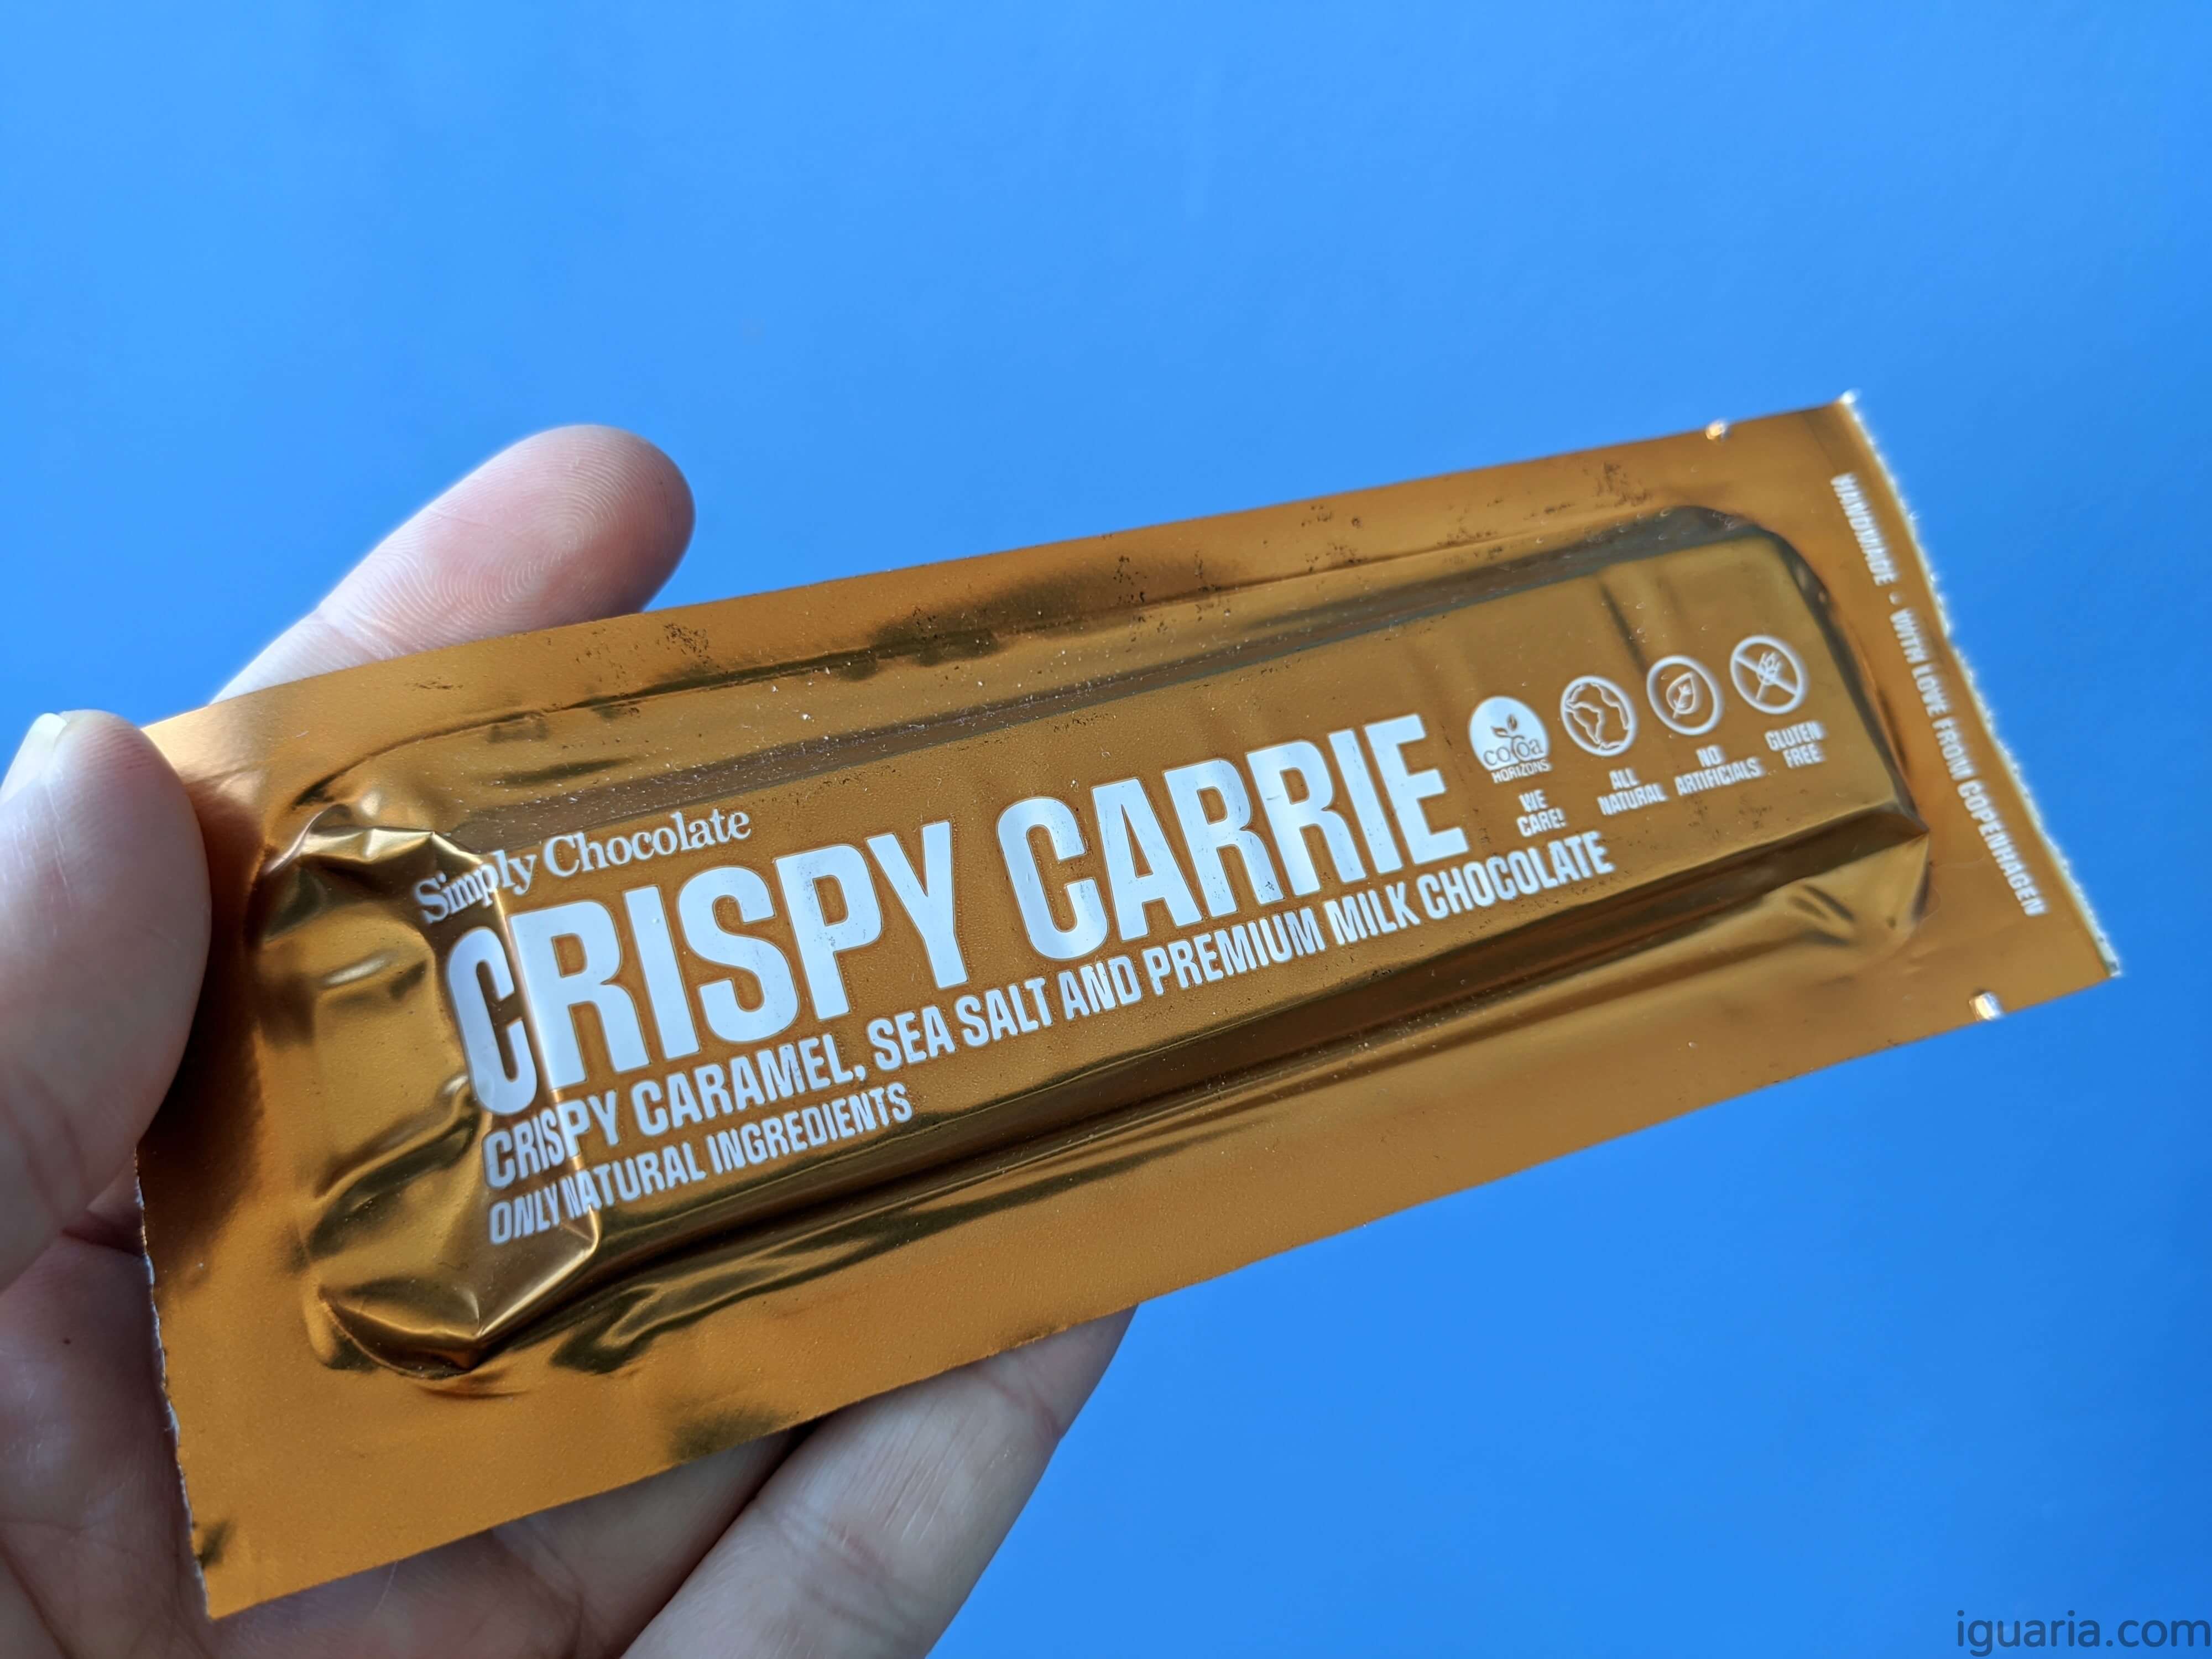 Simply Chocolate
CRISPY CARRIE
CRISPY CARAMEL, SEA SALT AND PREMIUM MILK CHOCOLATE
ONLY NATURAL INGREDIENTS
cocoa
HORIZONS
WE
CARE!
ALL
NATURAL
NO
ARTIFICIALS
GLUTEN
FREE
HANDMADE - WITH LOVE FROM COPENHAGEN
iguaria.com